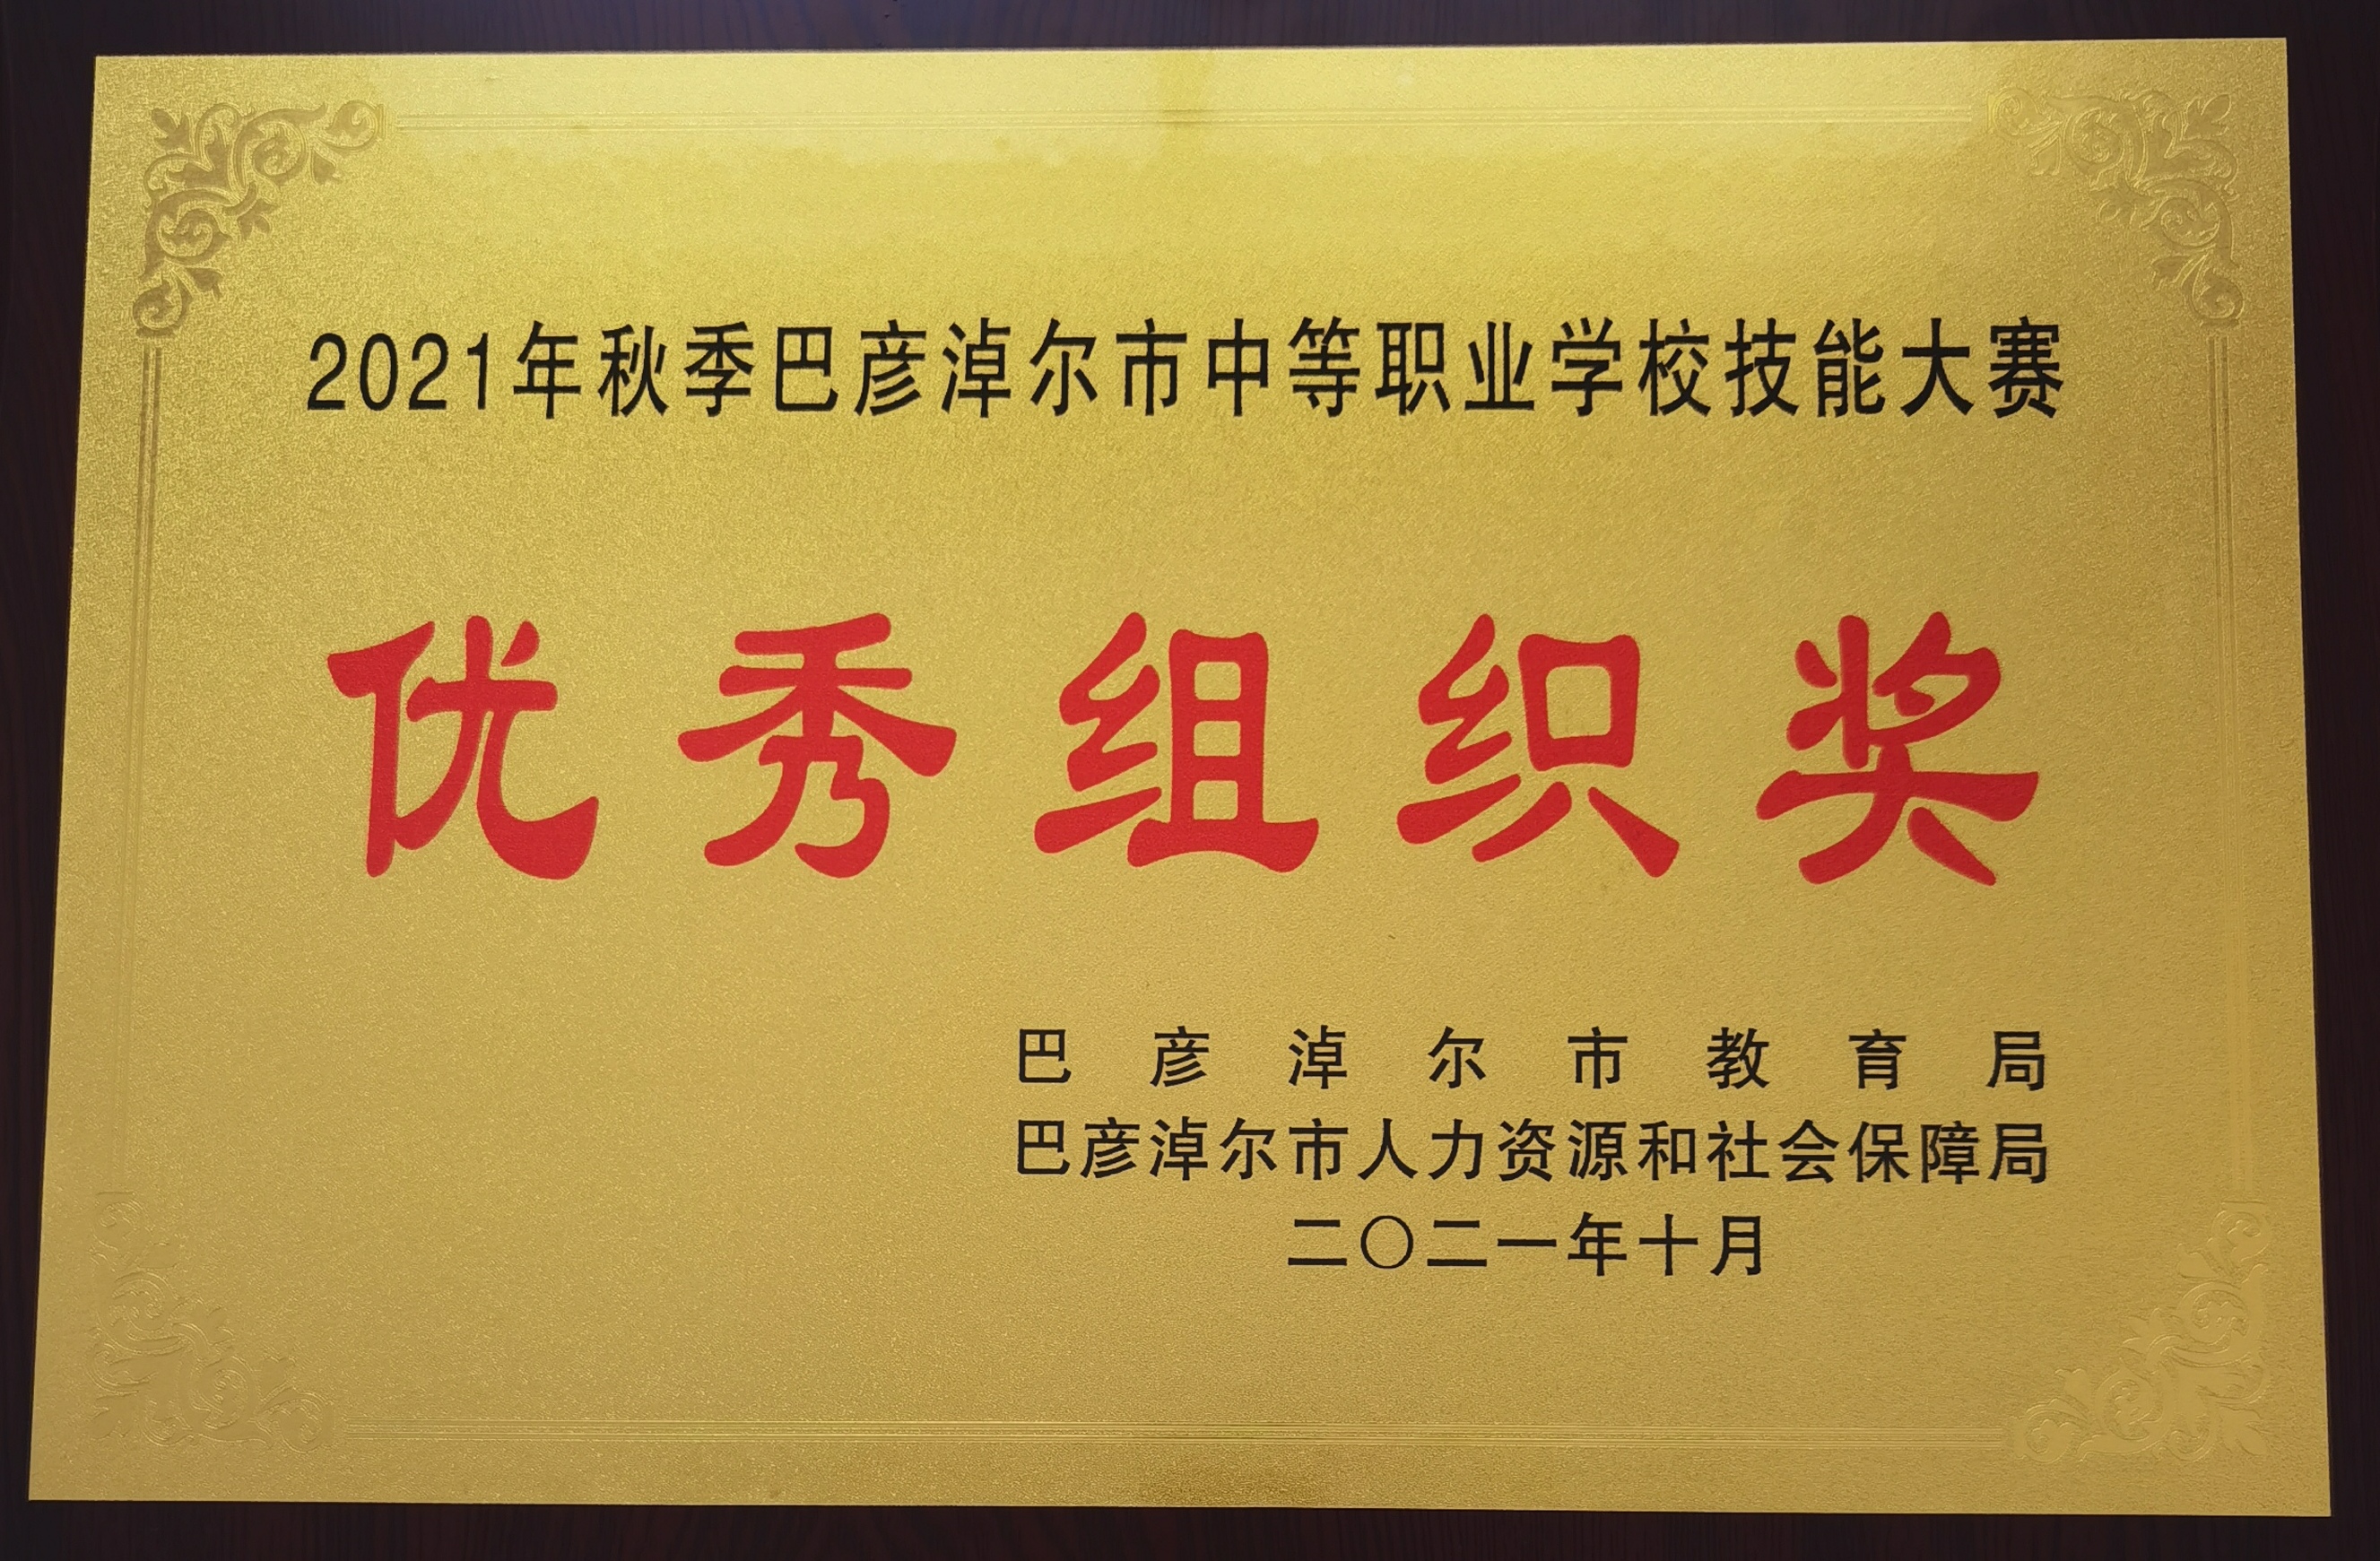 2021年秋季巴彦淖尔市中等职业学校技能大赛
优秀组织奖
巴彦淖尔市教育局
巴彦淖尔市人力资源和社会保障局
二〇二一年十月